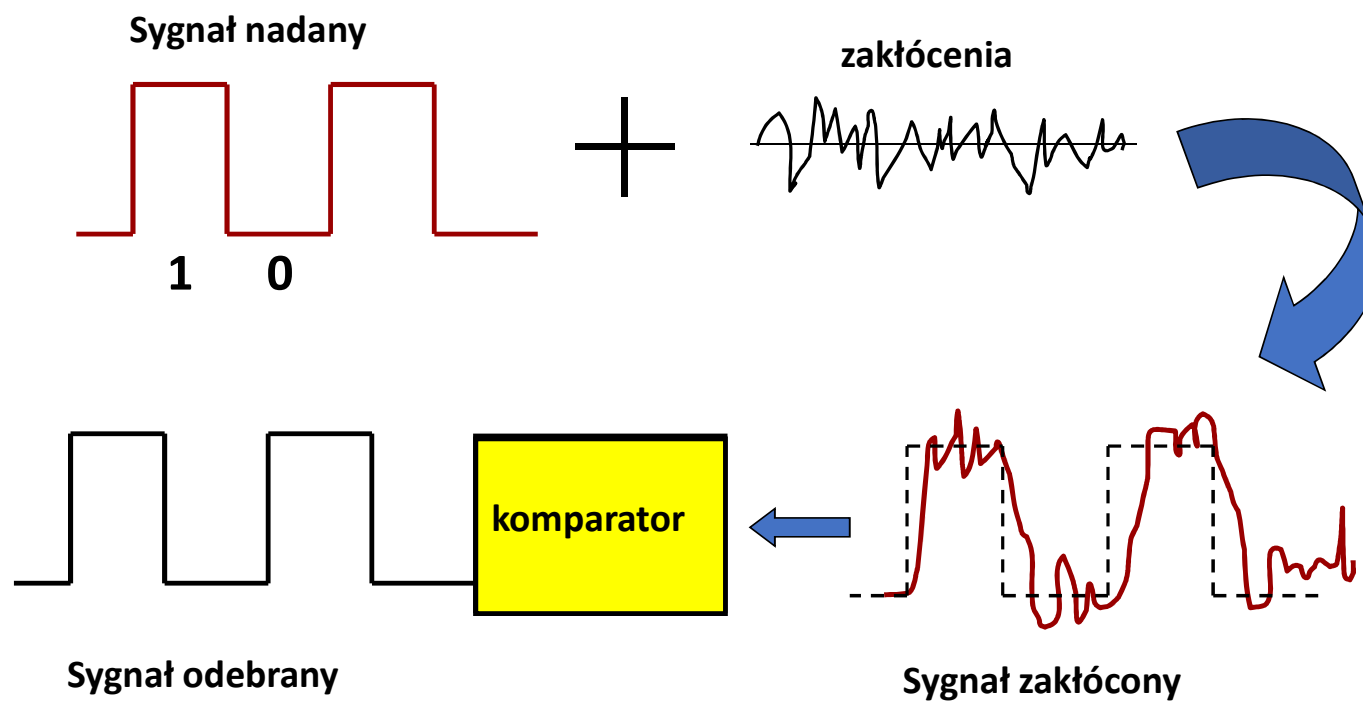 Sygnał nadany
zakłócenia
1 0
komparator
Sygnał odebrany
Sygnał zakłócony